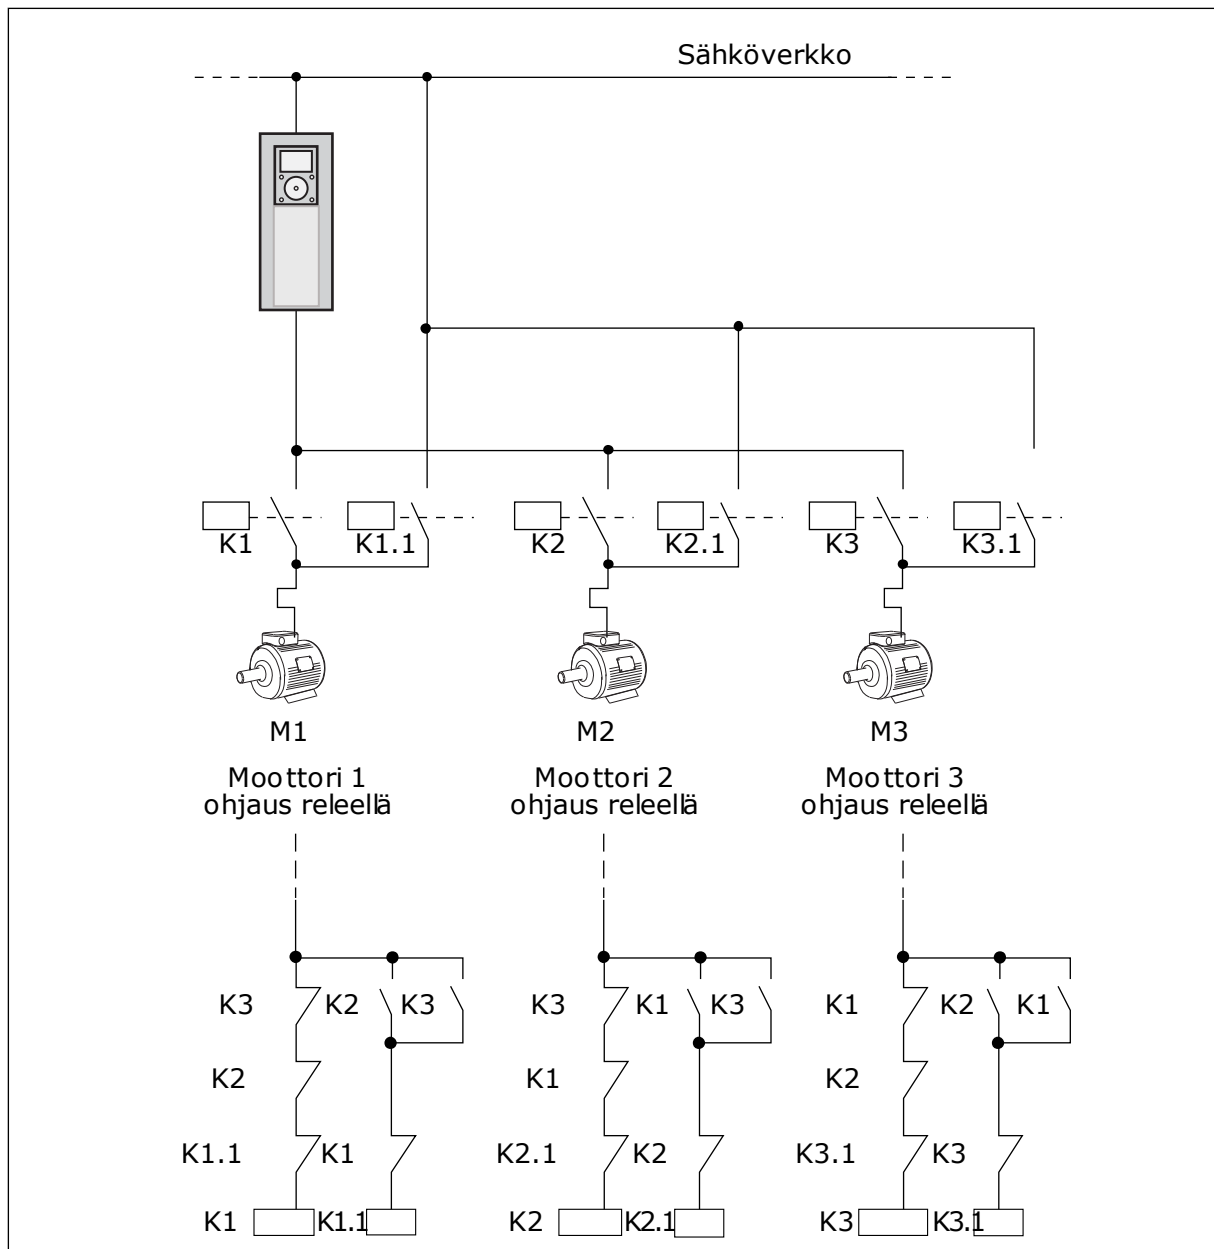 Sähköverkko
K1 K1.1 K2 K2.1 K3 K3.1
M1 M2 M3
Moottori 1 Moottori 2 Moottori 3
ohjaus releellä ohjaus releellä ohjaus releellä
K3 K2 K3 K3 K1 K3 K1 K2 K1
K2 K1 K2
K1.1 K1 K2.1 K2 K3.1 K3
K1 K1.1 K2 K2.1 K3 K3.1